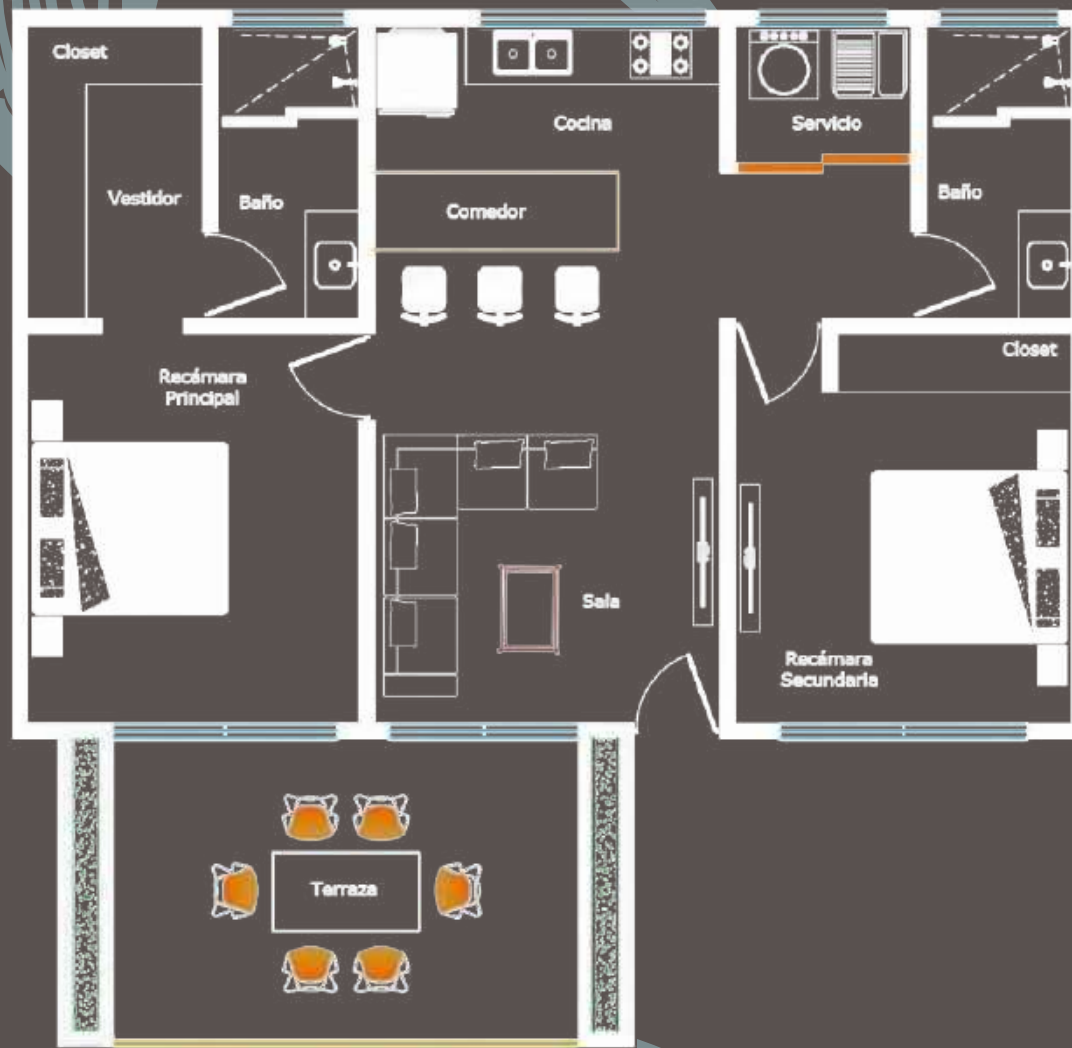 Closet
Cocina
Servicio
Vestidor
Baño
Comedor
Baño
Closet
Recámara
Principal
Sala
Recámara
Secundaria
Terraza